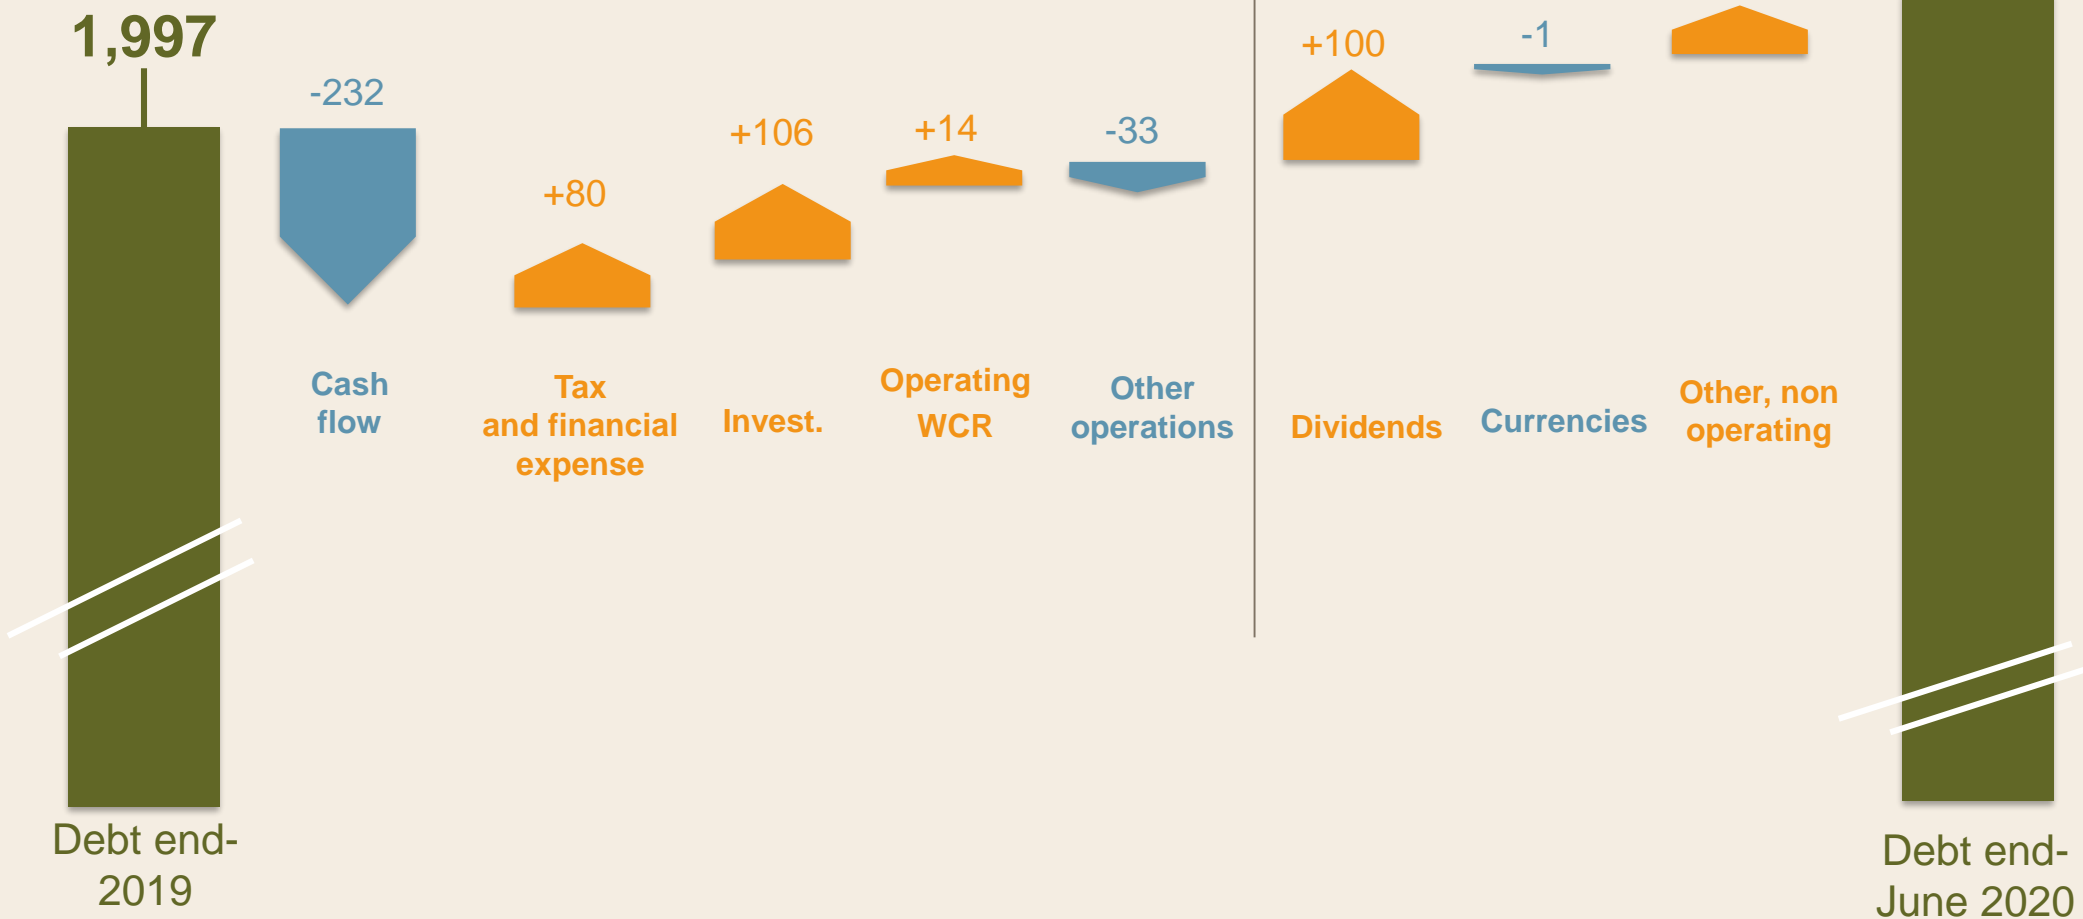 1,997
-232
+80
+106
+14
-33
+100
-1
Cash
flow
Tax
and financial
expense
Invest.
Operating
WCR
Other
operations
Dividends
Currencies
Other, non
operating
Debt end-
2019
Debt end-
June 2020